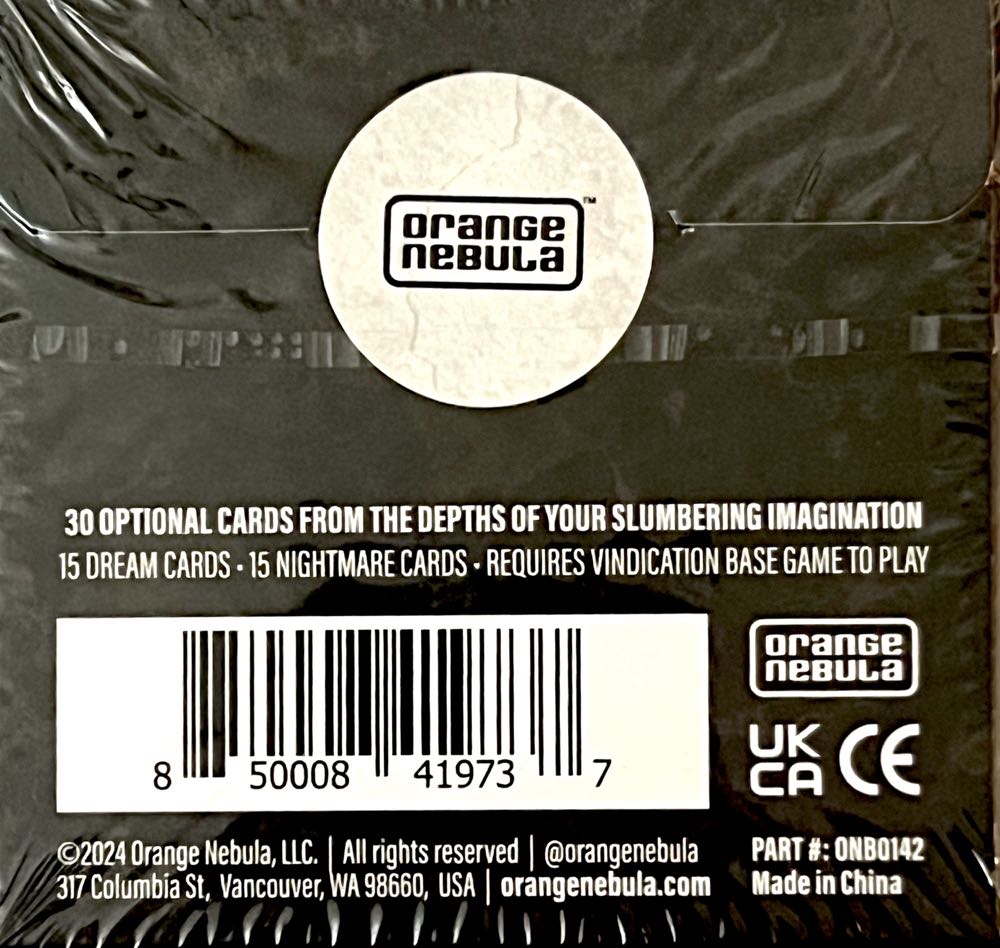 orange
nebula™
30 OPTIONAL CARDS FROM THE DEPTHS OF YOUR SLUMBERING IMAGINATION
15 DREAM CARDS · 15 NIGHTMARE CARDS · REQUIRES VINDICATION BASE GAME TO PLAY
8 50008 41973 7
orange
nebula
UK
CA CE
©2024 Orange Nebula, LLC. | All rights reserved | @orangenebula
317 Columbia St, Vancouver, WA 98660, USA | orangenebula.com
PART #: ONB0142
Made in China